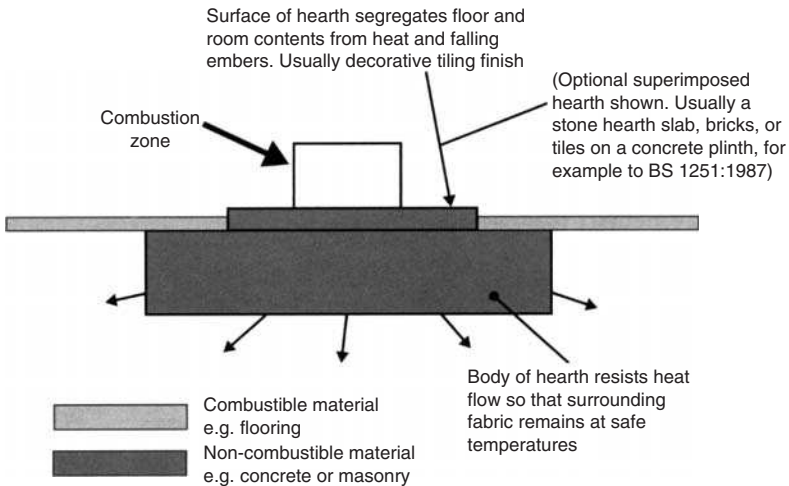 Surface of hearth segregates floor and
room contents from heat and falling
embers. Usually decorative tiling finish
(Optional superimposed
hearth shown. Usually a
stone hearth slab, bricks, or
tiles on a concrete plinth, for
example to BS 1251:1987)
Combustion
zone
Body of hearth resists heat
flow so that surrounding
fabric remains at safe
temperatures
Combustible material
e.g. flooring
Non-combustible material
e.g. concrete or masonry